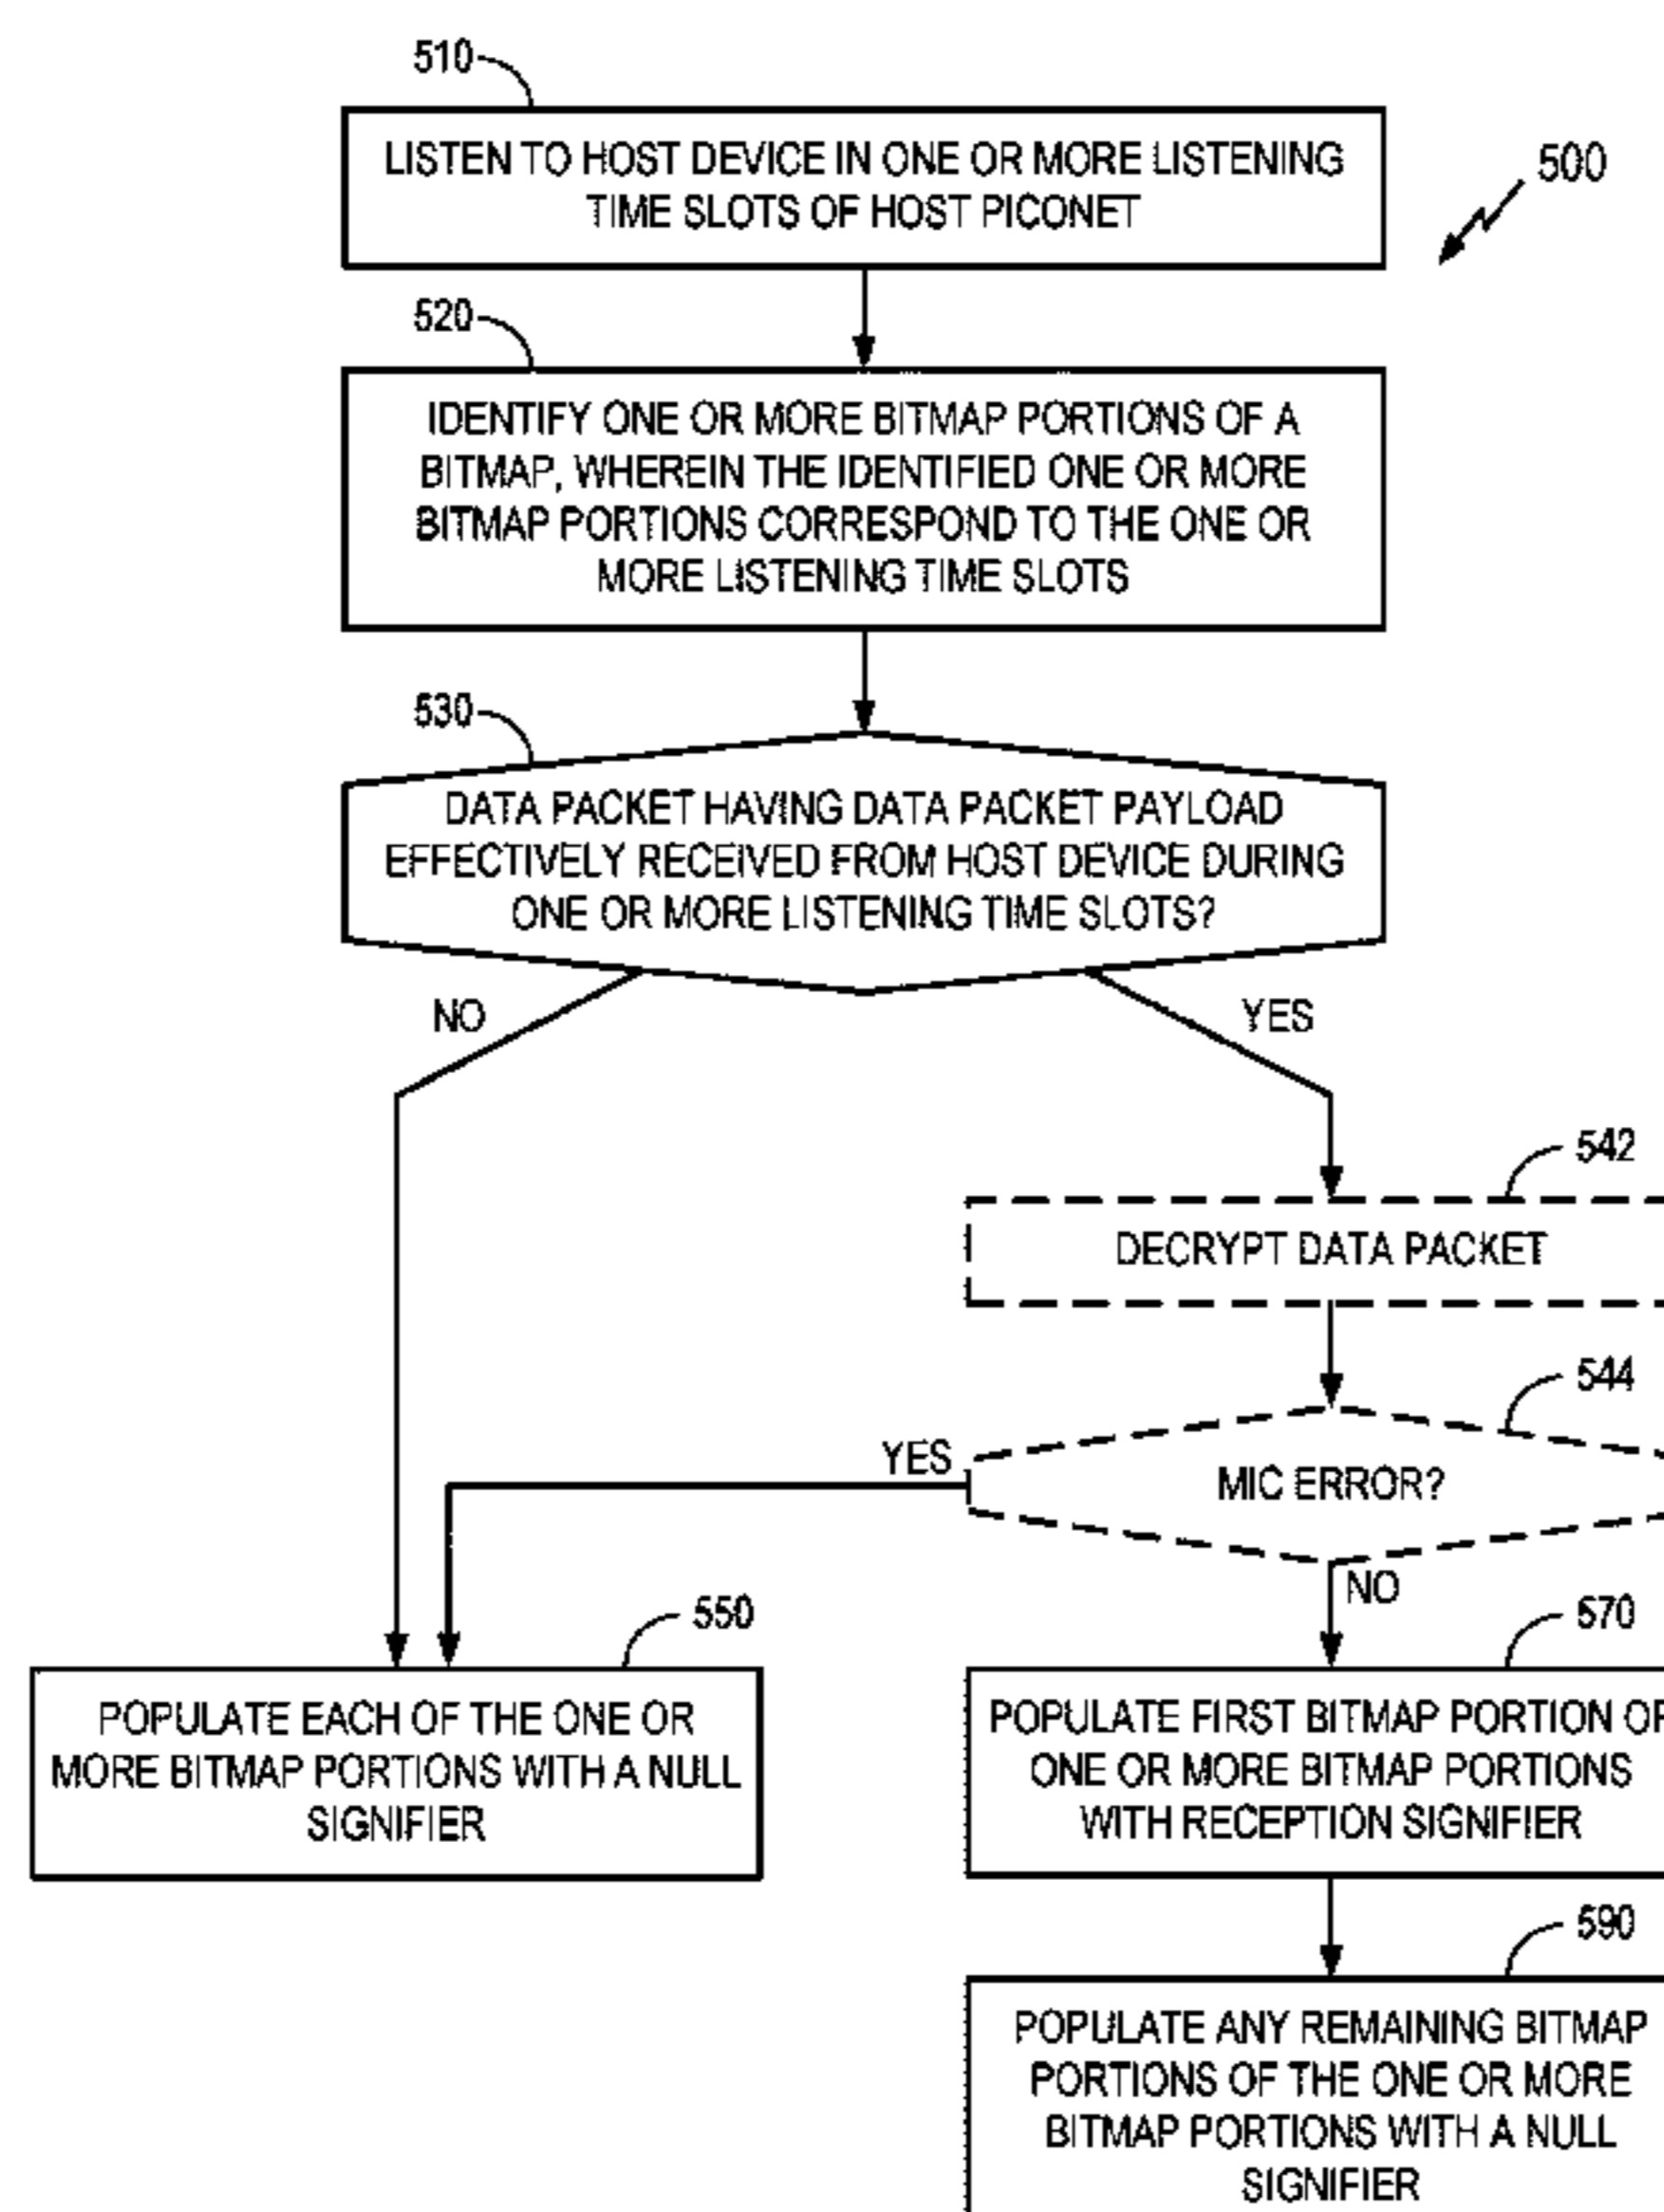 510
LISTEN TO HOST DEVICE IN ONE OR MORE LISTENING
TIME SLOTS OF HOST PICONET
500
520
IDENTIFY ONE OR MORE BITMAP PORTIONS OF A
BITMAP, WHEREIN THE IDENTIFIED ONE OR MORE
BITMAP PORTIONS CORRESPOND TO THE ONE OR
MORE LISTENING TIME SLOTS
530
DATA PACKET HAVING DATA PACKET PAYLOAD
EFFECTIVELY RECEIVED FROM HOST DEVICE DURING
ONE OR MORE LISTENING TIME SLOTS?
NO
YES
542
DECRYPT DATA PACKET
544
YES
MIC ERROR?
NO
550
POPULATE EACH OF THE ONE OR
MORE BITMAP PORTIONS WITH A NULL
SIGNIFIER
570
POPULATE FIRST BITMAP PORTION
ONE OR MORE BITMAP PORTIONS
WITH RECEPTION SIGNIFIER
590
POPULATE ANY REMAINING BITMAP
PORTIONS OF THE ONE OR MORE
BITMAP PORTIONS WITH A NULL
SIGNIFIER